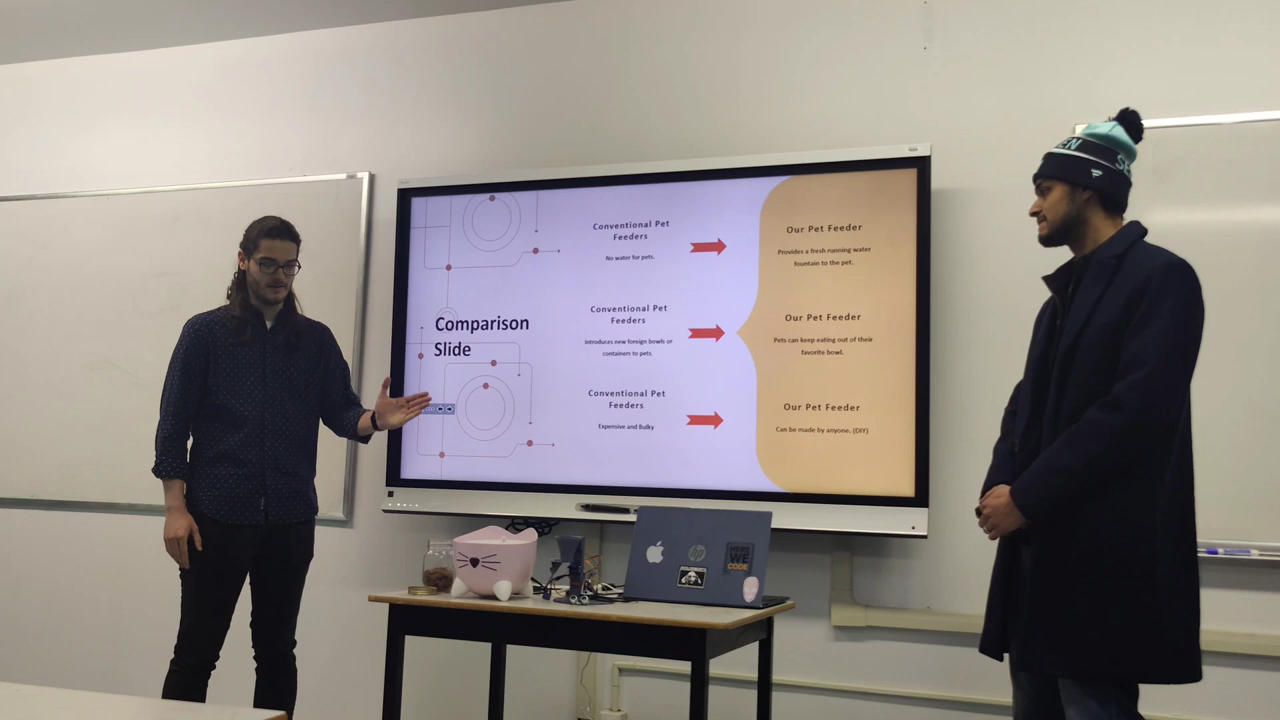 Comparison
Slide
Conventional Pet
Feeders
No water for pets.
Our Pet Feeder
Provides a fresh running water
fountain to the pet.
Conventional Pet
Feeders
Introduces new foreign bowls or
containers to pets.
Our Pet Feeder
Pets can keep eating out of their
favorite bowl.
Conventional Pet
Feeders
Expensive and Bulky
Our Pet Feeder
Can be made by anyone. (DIY)
hp
HERE
WE
CODE